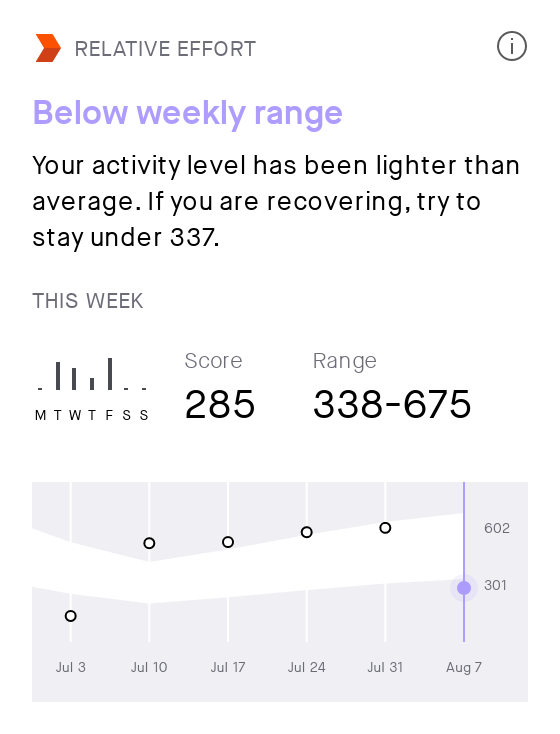 RELATIVE EFFORT
Below weekly range
Your activity level has been lighter than
average. If you are recovering, try to
stay under 337.
THIS WEEK
Score
Range
285
338-675
M T W T F S S
602
301
Jul 3
Jul 10
Jul 17
Jul 24
Jul 31
Aug 7